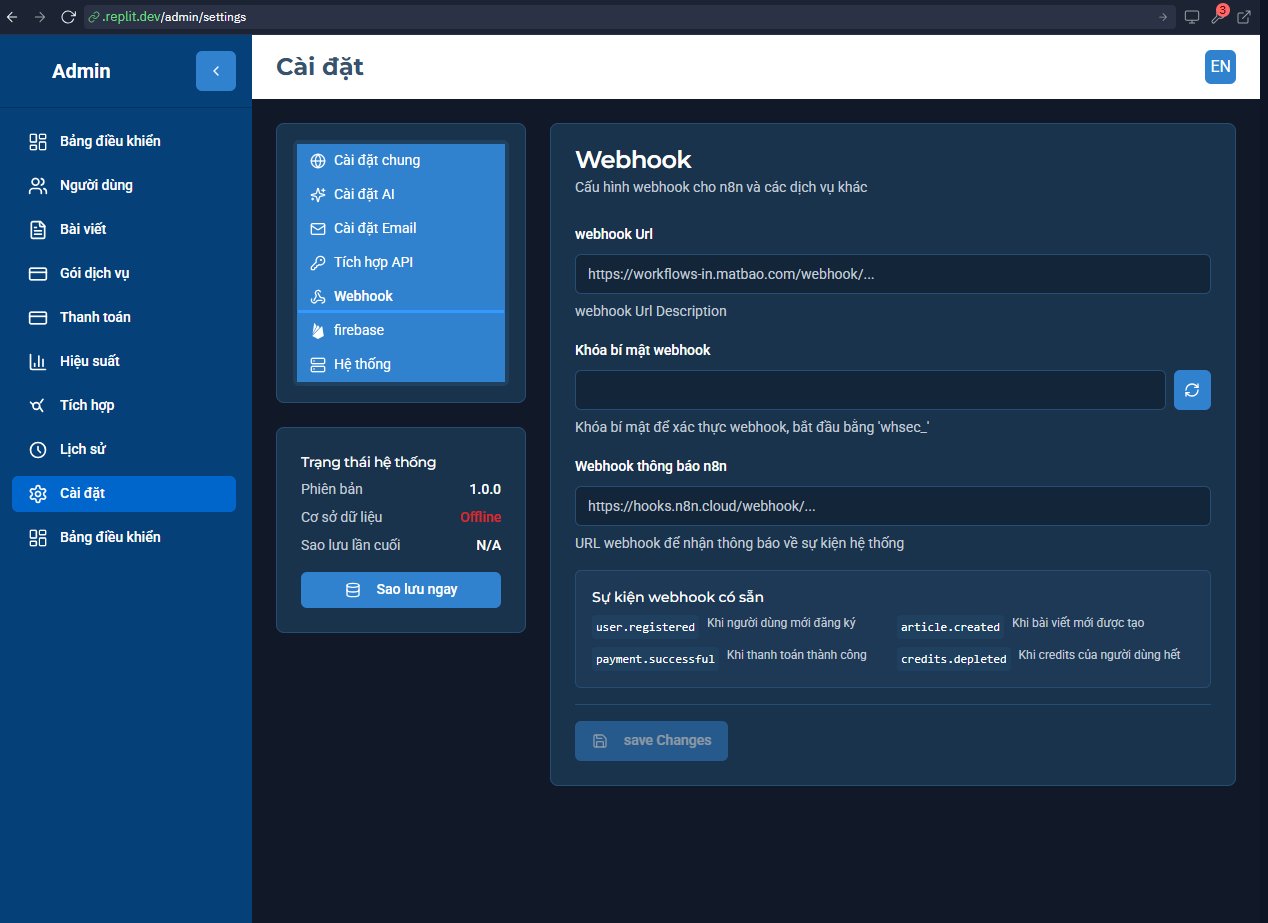 .replit.dev/admin/settings
3
Admin
Cài đặt
EN
Bảng điều khiển
Người dùng
Bài viết
Gói dịch vụ
Thanh toán
Hiệu suất
Tích hợp
Lịch sử
Cài đặt
Bảng điều khiển
Cài đặt chung
Cài đặt AI
Cài đặt Email
Tích hợp API
Webhook
firebase
Hệ thống
Trạng thái hệ thống
Phiên bản 1.0.0
Cơ sở dữ liệu Offline
Sao lưu lần cuối N/A
Sao lưu ngay
Webhook
Cấu hình webhook cho n8n và các dịch vụ khác
webhook Url
https://workflows-in.matbao.com/webhook/...
webhook Url Description
Khóa bí mật webhook
Khóa bí mật để xác thực webhook, bắt đầu bằng 'whsec_'
Webhook thông báo n8n
https://hooks.n8n.cloud/webhook/...
URL webhook để nhận thông báo về sự kiện hệ thống
Sự kiện webhook có sẵn
user.registered Khi người dùng mới đăng ký
article.created Khi bài viết mới được tạo
payment.successful Khi thanh toán thành công
credits.depleted Khi credits của người dùng hết
save Changes